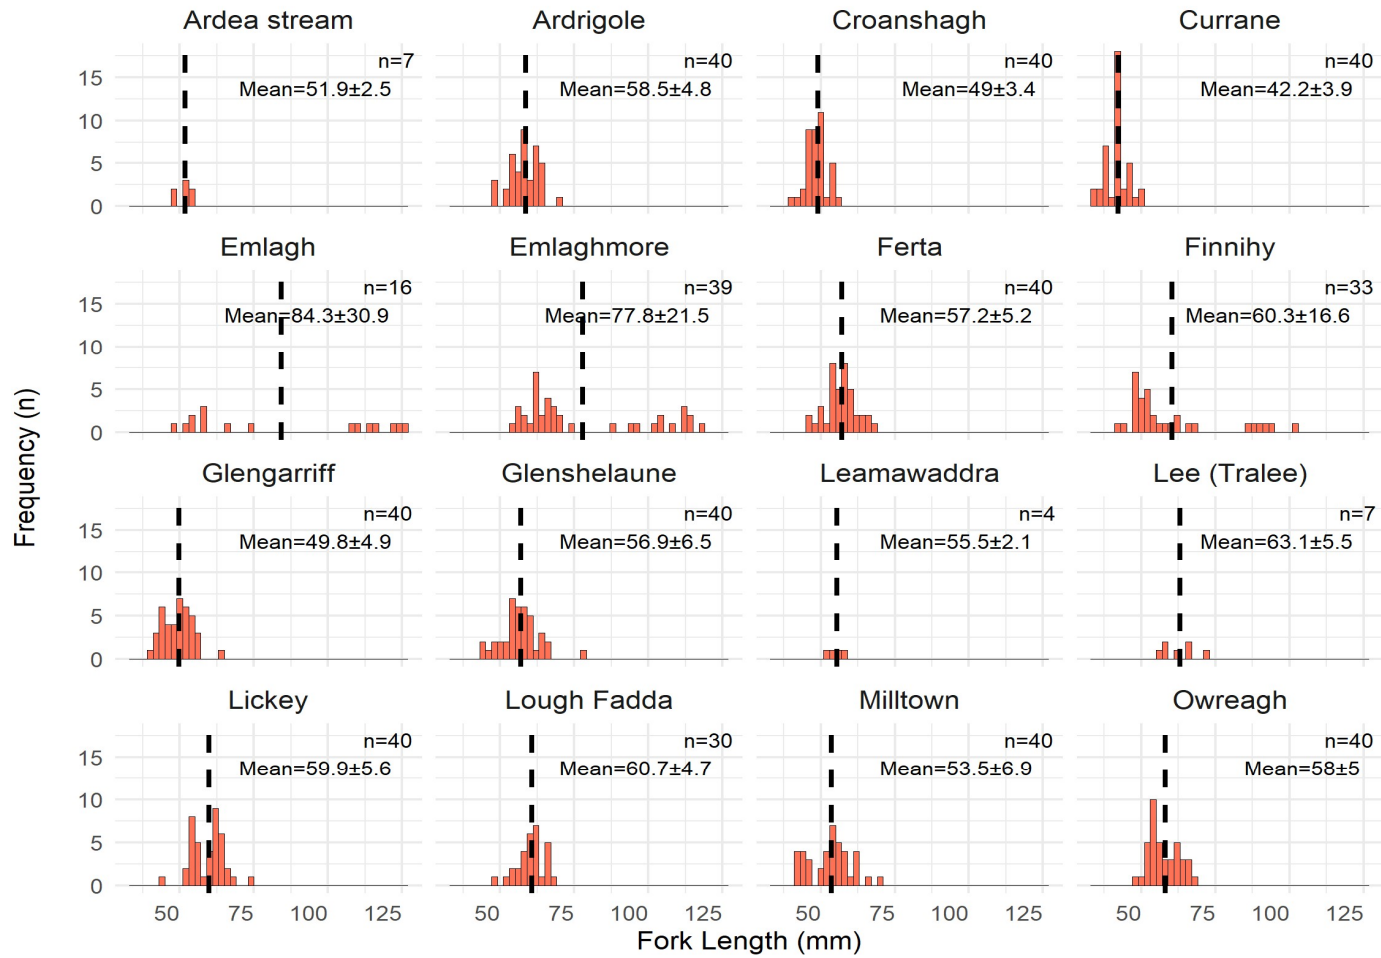 Ardea stream Ardrigole Croanshagh Currane
n=7 n=40 n=40 n=40
Mean=51.9±2.5 Mean=58.5±4.8 Mean=49±3.4 Mean=42.2±3.9
15
10
5
0
Emlagh Emlaghmore Ferta Finnihy
n=16 n=39 n=40 n=33
Mean=84.3±30.9 Mean=77.8±21.5 Mean=57.2±5.2 Mean=60.3±16.6
15
10
5
0
Frequency (n)
Glengarriff Glenshelaune Leamawaddra Lee (Tralee)
n=40 n=40 n=4 n=7
Mean=49.8±4.9 Mean=56.9±6.5 Mean=55.5±2.1 Mean=63.1±5.5
15
10
5
0
Lickey Lough Fadda Milltown Owreagh
n=40 n=30 n=40 n=40
Mean=59.9±5.6 Mean=60.7±4.7 Mean=53.5±6.9 Mean=58±5
15
10
5
0
50 75 100 125 50 75 100 125 50 75 100 125 50 75 100 125
Fork Length (mm)